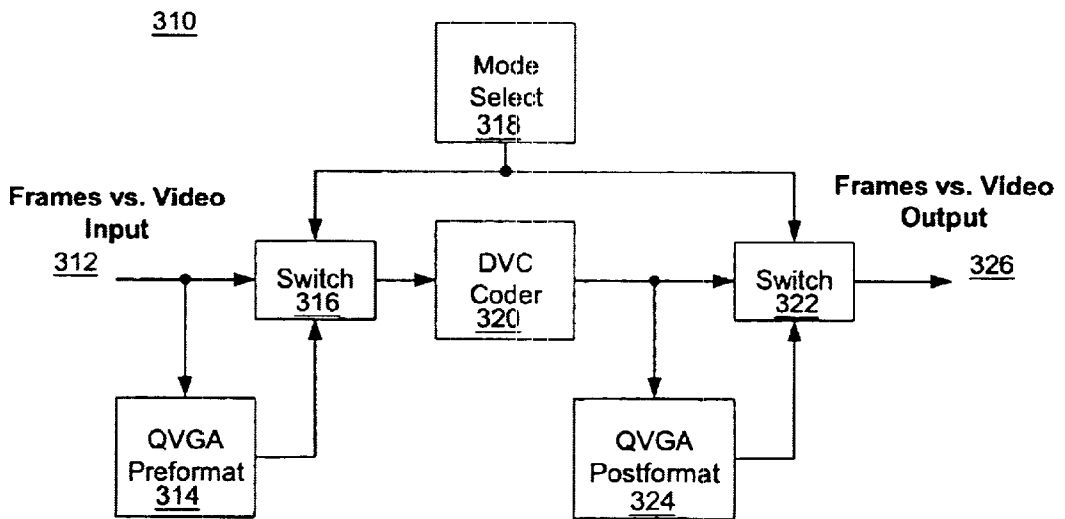 310
Mode
Select
318
Frames vs. Video
Input
312
Frames vs. Video
Output
326
Switch
316
DVC
Coder
320
Switch
322
QVGA
Preformat
314
QVGA
Postformat
324